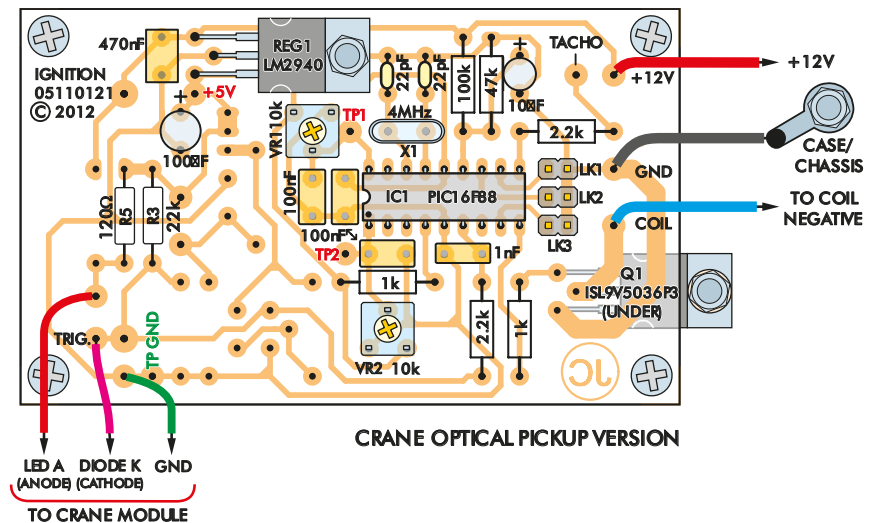 470nF
IGNITION
05110121
© 2012
+5V
100µF
REG1
LM2940
VR1 10k
TP1
22pF
22pF
4MHz
X1
100k
47k
10µF
TACHO
+12V
+12V
2.2k
CASE/
CHASSIS
GND
LK1
LK2
LK3
TO COIL
NEGATIVE
COIL
IC1 PIC16F88
100nF
100nF
TP2
1nF
1k
120Ω
R5
R3
22k
VR2 10k
2.2k
1k
Q1
ISL9V5036P3
(UNDER)
TRIG.
TP GND
JC
CRANE OPTICAL PICKUP VERSION
LED A
(ANODE)
DIODE K
(CATHODE)
GND
TO CRANE MODULE